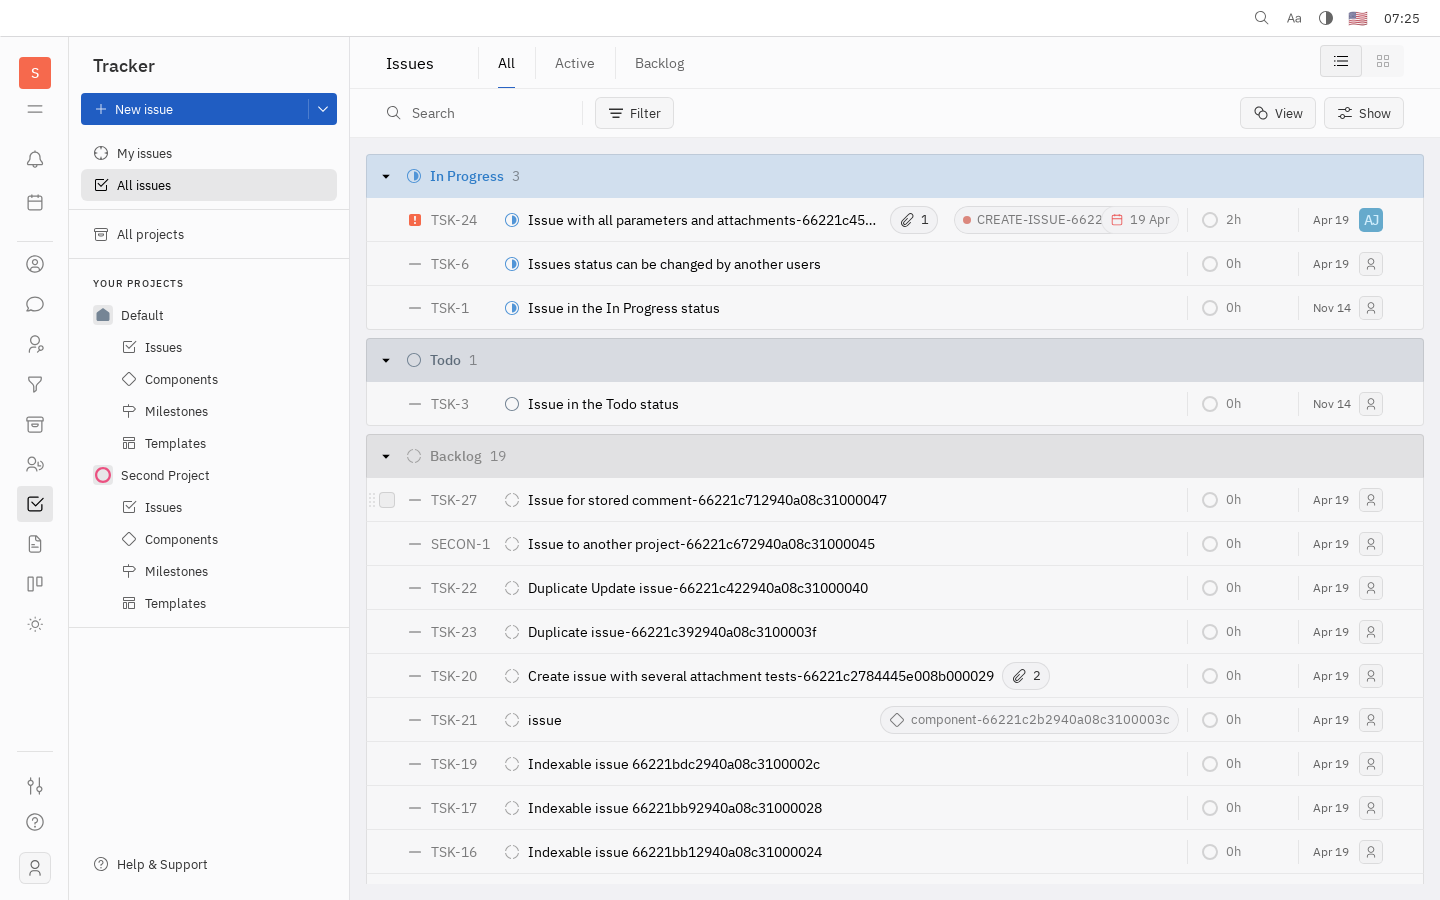 Aa 07:25
S
Tracker
New issue
My issues
All issues
All projects
YOUR PROJECTS
Default
Issues
Components
Milestones
Templates
Second Project
Issues
Components
Milestones
Templates
Help & Support
Issues All Active Backlog
Search Filter View Show
In Progress 3
TSK-24 Issue with all parameters and attachments-66221c45... 1 CREATE-ISSUE-6622 19 Apr 2h Apr 19 AJ
TSK-6 Issues status can be changed by another users 0h Apr 19
TSK-1 Issue in the In Progress status 0h Nov 14
Todo 1
TSK-3 Issue in the Todo status 0h Nov 14
Backlog 19
TSK-27 Issue for stored comment-66221c712940a08c31000047 0h Apr 19
SECON-1 Issue to another project-66221c672940a08c31000045 0h Apr 19
TSK-22 Duplicate Update issue-66221c422940a08c31000040 0h Apr 19
TSK-23 Duplicate issue-66221c392940a08c3100003f 0h Apr 19
TSK-20 Create issue with several attachment tests-66221c2784445e008b000029 2 0h Apr 19
TSK-21 issue component-66221c2b2940a08c3100003c 0h Apr 19
TSK-19 Indexable issue 66221bdc2940a08c3100002c 0h Apr 19
TSK-17 Indexable issue 66221bb92940a08c31000028 0h Apr 19
TSK-16 Indexable issue 66221bb12940a08c31000024 0h Apr 19